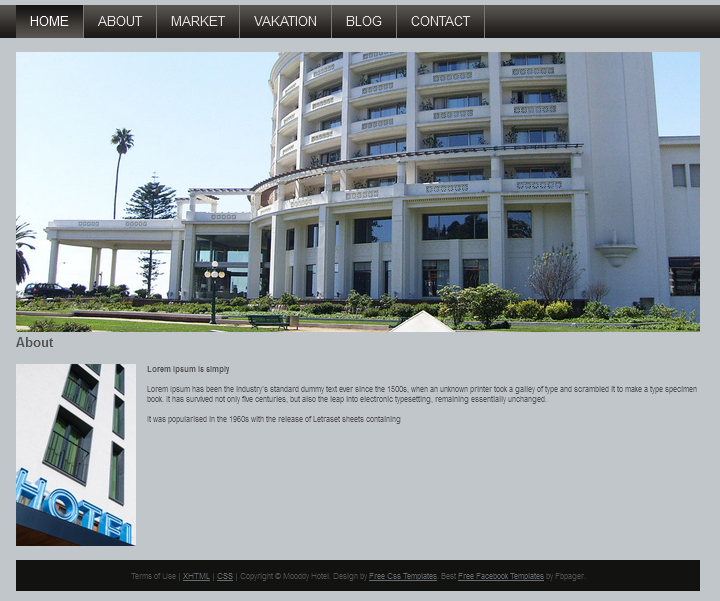 HOME ABOUT MARKET VAKATION BLOG CONTACT
About
Lorem Ipsum is simply
Lorem Ipsum has been the industry's standard dummy text ever since the 1500s, when an unknown printer took a galley of type and scrambled it to make a type specimen
book. It has survived not only five centuries, but also the leap into electronic typesetting, remaining essentially unchanged.
It was popularised in the 1960s with the release of Letraset sheets containing
HOTEL
Terms of Use | XHTML | CSS | Copyright © Mooody Hotel. Design by Free Css Templates. Best Free Facebook Templates by Fbpager.